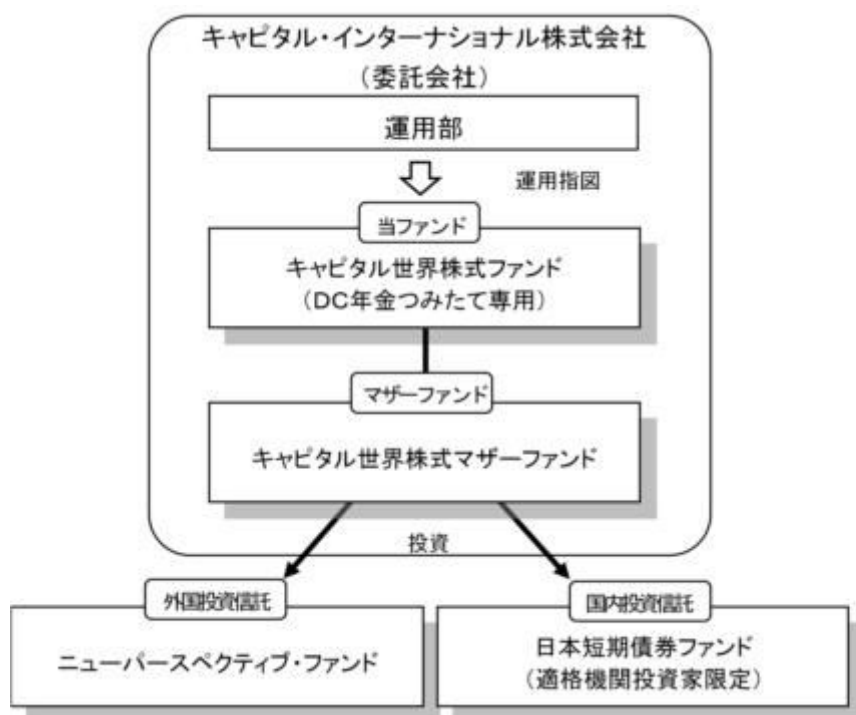 キャピタル・インターナショナル株式会社
(委託会社)
運用部
運用指図
当ファンド
キャピタル世界株式ファンド
(DC年金つみたて専用)
マザーファンド
キャピタル世界株式マザーファンド
投資
外国投資信託
ニューパースペクティブ・ファンド
国内投資信託
日本短期債券ファンド
(適格機関投資家限定)